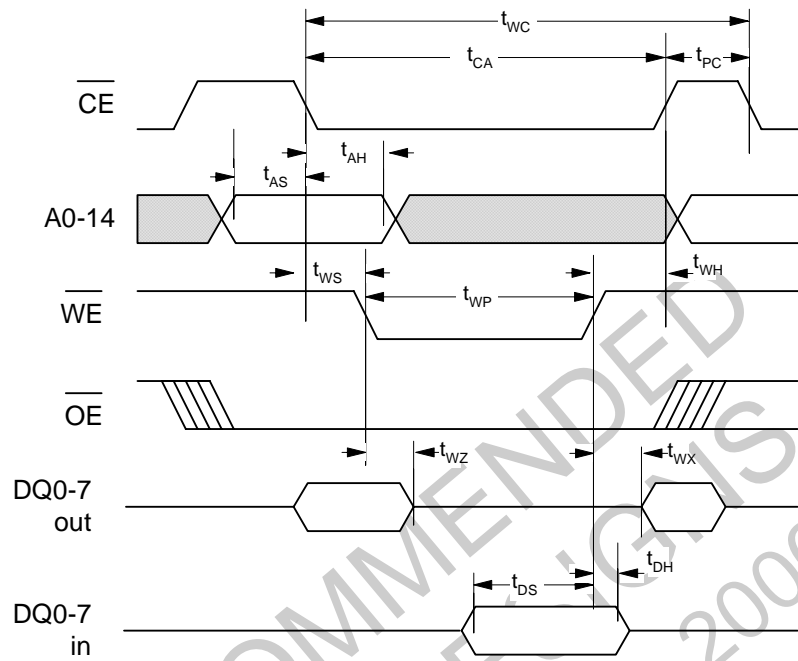 tWC
tCA tPC
CE
tAH
tAS
A0-14
tWS tWH
tWP
WE
OE
tWZ tWX
DQ0-7
out
tDH
tDS
DQ0-7
in